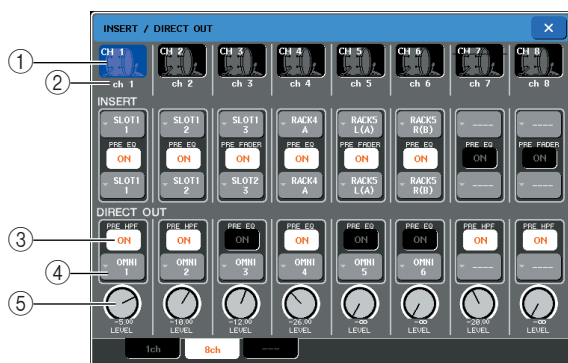 INSERT / DIRECT OUT ×
CH 1 CH 2 CH 3 CH 4 CH 5 CH 6 CH 7 CH 8
①
② ch 1 ch 2 ch 3 ch 4 ch 5 ch 6 ch 7 ch 8
INSERT
SLOT1 1 SLOT1 2 SLOT1 3 RACK4 A RACK5 L(A) RACK5 R(B) ---- ----
PRE EQ PRE EQ PRE FADER PRE EQ PRE FADER PRE EQ PRE EQ PRE FADER
ON ON ON ON ON ON ON ON
SLOT1 1 SLOT1 2 SLOT2 3 RACK4 A RACK5 L(A) RACK5 R(B) ---- ----
DIRECT OUT
PRE HPF PRE HPF PRE EQ PRE EQ PRE EQ PRE EQ PRE HPF PRE HPF
③ ON ON ON ON ON ON ON ON
④ OMNI 1 OMNI 2 OMNI 3 OMNI 4 OMNI 5 OMNI 6 ---- ----
⑤
-5.00 -10.00 -12.00 -26.00 -∞ -∞ -20.00 -∞
LEVEL LEVEL LEVEL LEVEL LEVEL LEVEL LEVEL LEVEL
1ch 8ch ---